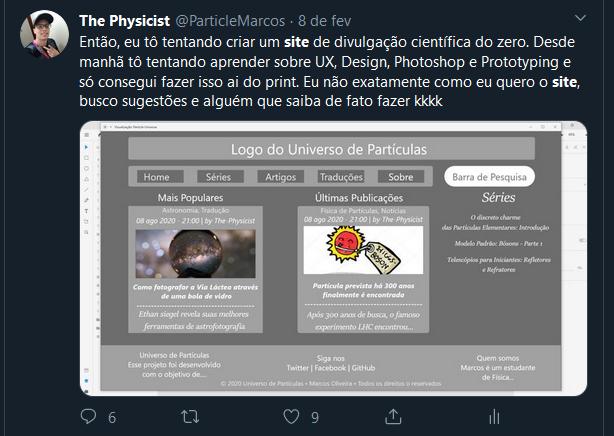 The Physicist @ParticleMarcos · 8 de fev
Então, eu tô tentando criar um site de divulgação científica do zero. Desde
manhã tô tentando aprender sobre UX, Design, Photoshop e Prototyping e
só consegui fazer isso ai do print. Eu não exatamente como eu quero o site,
busco sugestões e alguém que saiba de fato fazer kkkk
Visualização Particle Universe
Logo do Universo de Partículas
Home Séries Artigos Traduções Sobre Barra de Pesquisa
Mais Populares
Astronomia, Tradução
08 ago 2020 - 21:00 | by The-Physicist
Como fotografar a Via Láctea através
de uma bola de vidro
Ethan siegel revela suas melhores
ferramentas de astrofotografia
Últimas Publicações
Física de Partículas, Notícias
08 ago 2020 - 21:00 | by The-Physicist
HIGGS
BOSON
Partícula prevista há 300 anos
finalmente é encontrada
Após 300 anos de busca, o famoso
experimento LHC encontrou...
Séries
O discreto charme
das Partículas Elementares: Introdução
Modelo Padrão: Bósons - Parte 1
Telescópios para Iniciantes: Refletores
e Refratores
Universo de Partículas
Esse projeto foi desenvolvido
com o objetivo de....
Siga nos
Twitter | Facebook | GitHub
Quem somos
Marcos é um estudante
de Física...
© 2020 Universo de Partículas • Marcos Oliveira • Todos os direitos o reservados
6 9